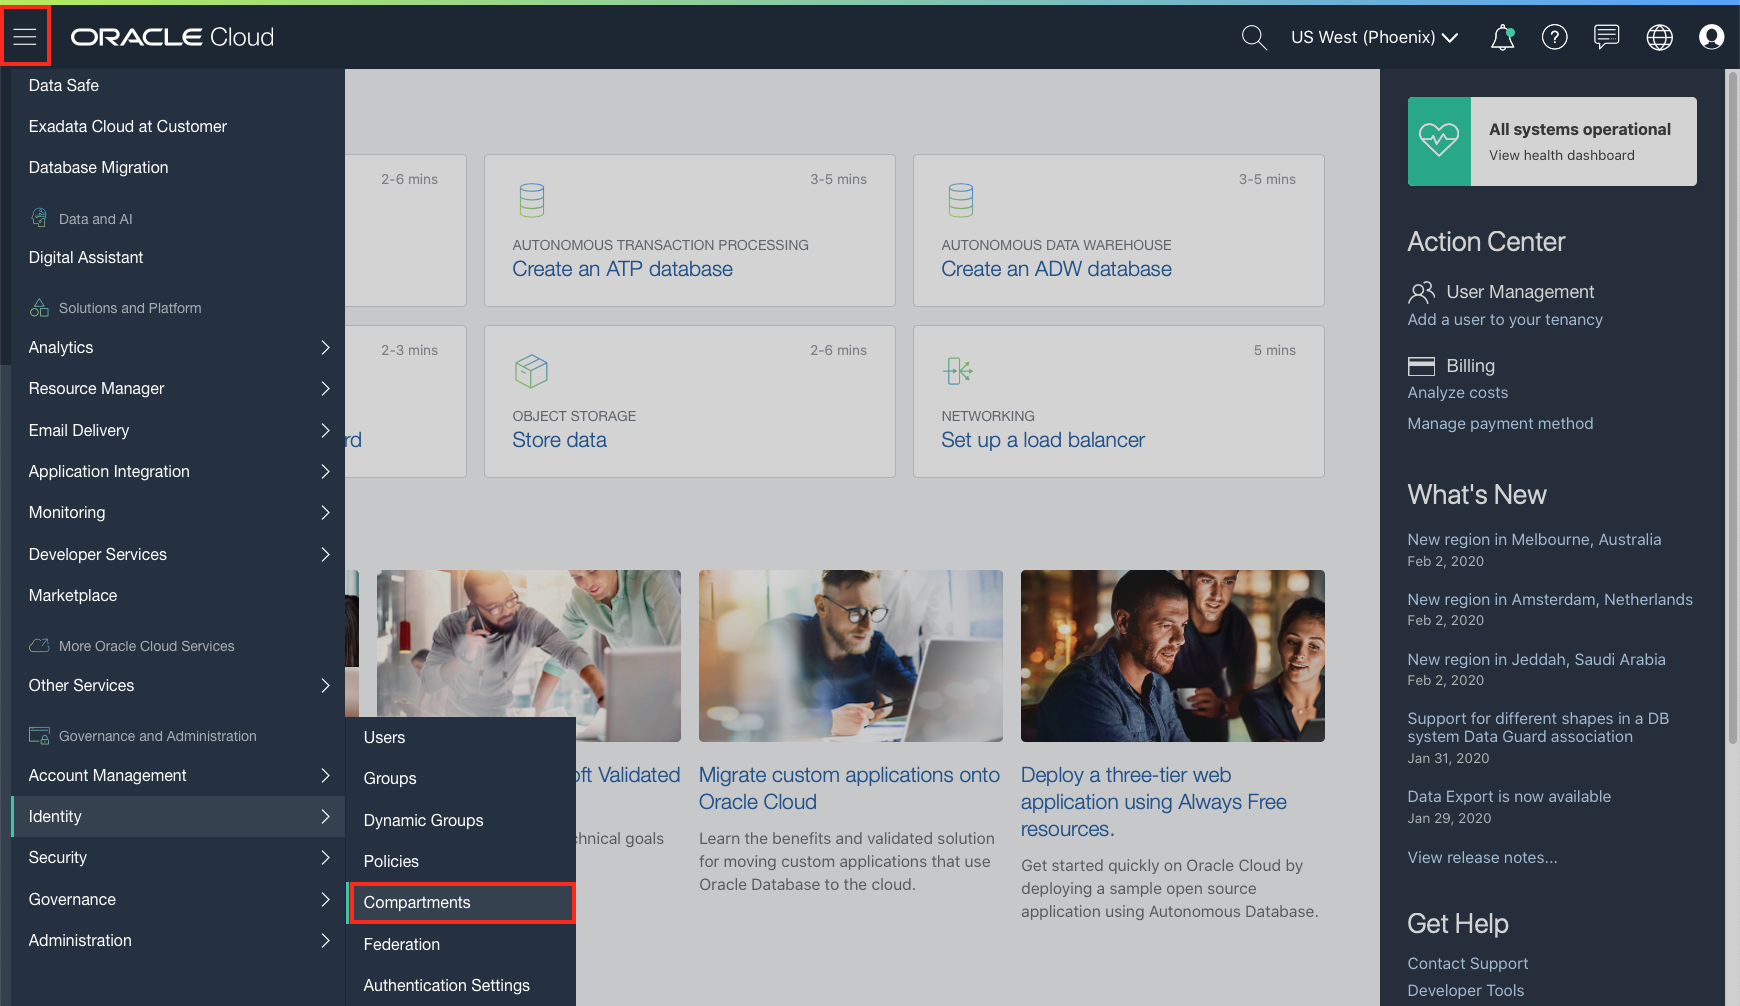 ORACLE Cloud
US West (Phoenix)
Data Safe
Exadata Cloud at Customer
Database Migration
Data and AI
Digital Assistant
Solutions and Platform
Analytics
Resource Manager
Email Delivery
Application Integration
Monitoring
Developer Services
Marketplace
More Oracle Cloud Services
Other Services
Governance and Administration
Account Management
Identity
Security
Governance
Administration
Users
Groups
Dynamic Groups
Policies
Compartments
Federation
Authentication Settings
2-6 mins
3-5 mins
AUTONOMOUS TRANSACTION PROCESSING
Create an ATP database
3-5 mins
AUTONOMOUS DATA WAREHOUSE
Create an ADW database
2-3 mins
rd
2-6 mins
OBJECT STORAGE
Store data
5 mins
NETWORKING
Set up a load balancer
oft Validated
chnical goals
Migrate custom applications onto
Oracle Cloud
Learn the benefits and validated solution
for moving custom applications that use
Oracle Database to the cloud.
Deploy a three-tier web
application using Always Free
resources.
Get started quickly on Oracle Cloud by
deploying a sample open source
application using Autonomous Database.
All systems operational
View health dashboard
Action Center
User Management
Add a user to your tenancy
Billing
Analyze costs
Manage payment method
What's New
New region in Melbourne, Australia
Feb 2, 2020
New region in Amsterdam, Netherlands
Feb 2, 2020
New region in Jeddah, Saudi Arabia
Feb 2, 2020
Support for different shapes in a DB
system Data Guard association
Jan 31, 2020
Data Export is now available
Jan 29, 2020
View release notes...
Get Help
Contact Support
Developer Tools